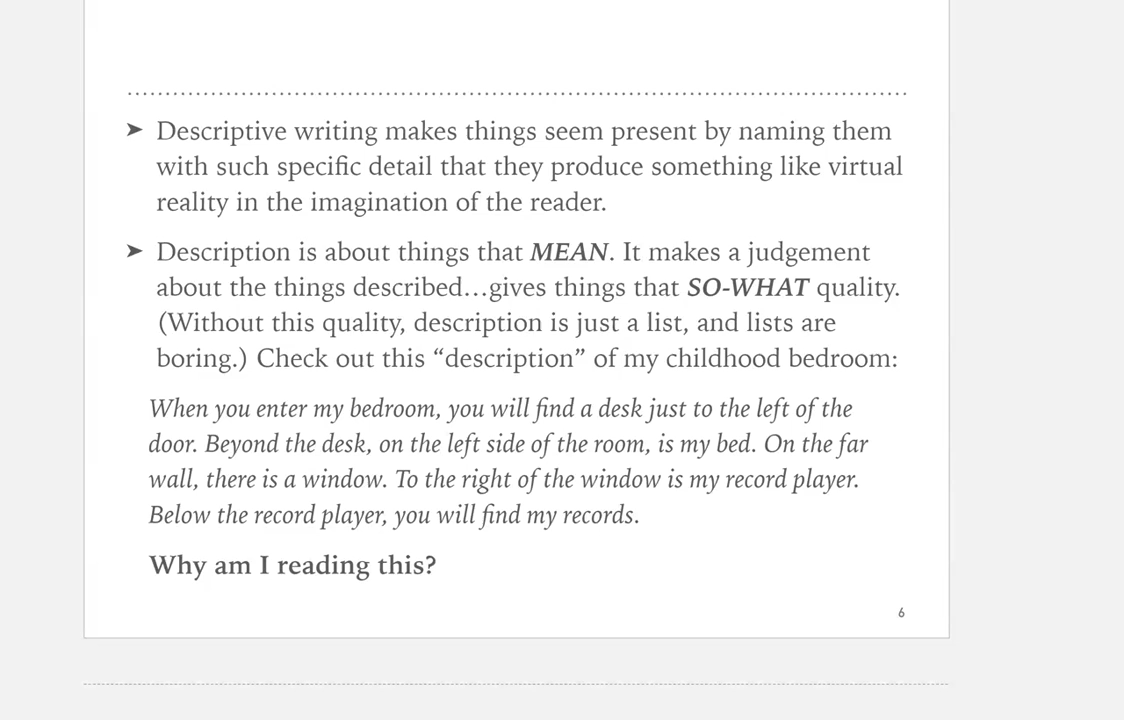 ➤ Descriptive writing makes things seem present by naming them
with such specific detail that they produce something like virtual
reality in the imagination of the reader.
➤ Description is about things that MEAN. It makes a judgement
about the things described…gives things that SO-WHAT quality.
(Without this quality, description is just a list, and lists are
boring.) Check out this “description” of my childhood bedroom:
When you enter my bedroom, you will find a desk just to the left of the
door. Beyond the desk, on the left side of the room, is my bed. On the far
wall, there is a window. To the right of the window is my record player.
Below the record player, you will find my records.
Why am I reading this?
6